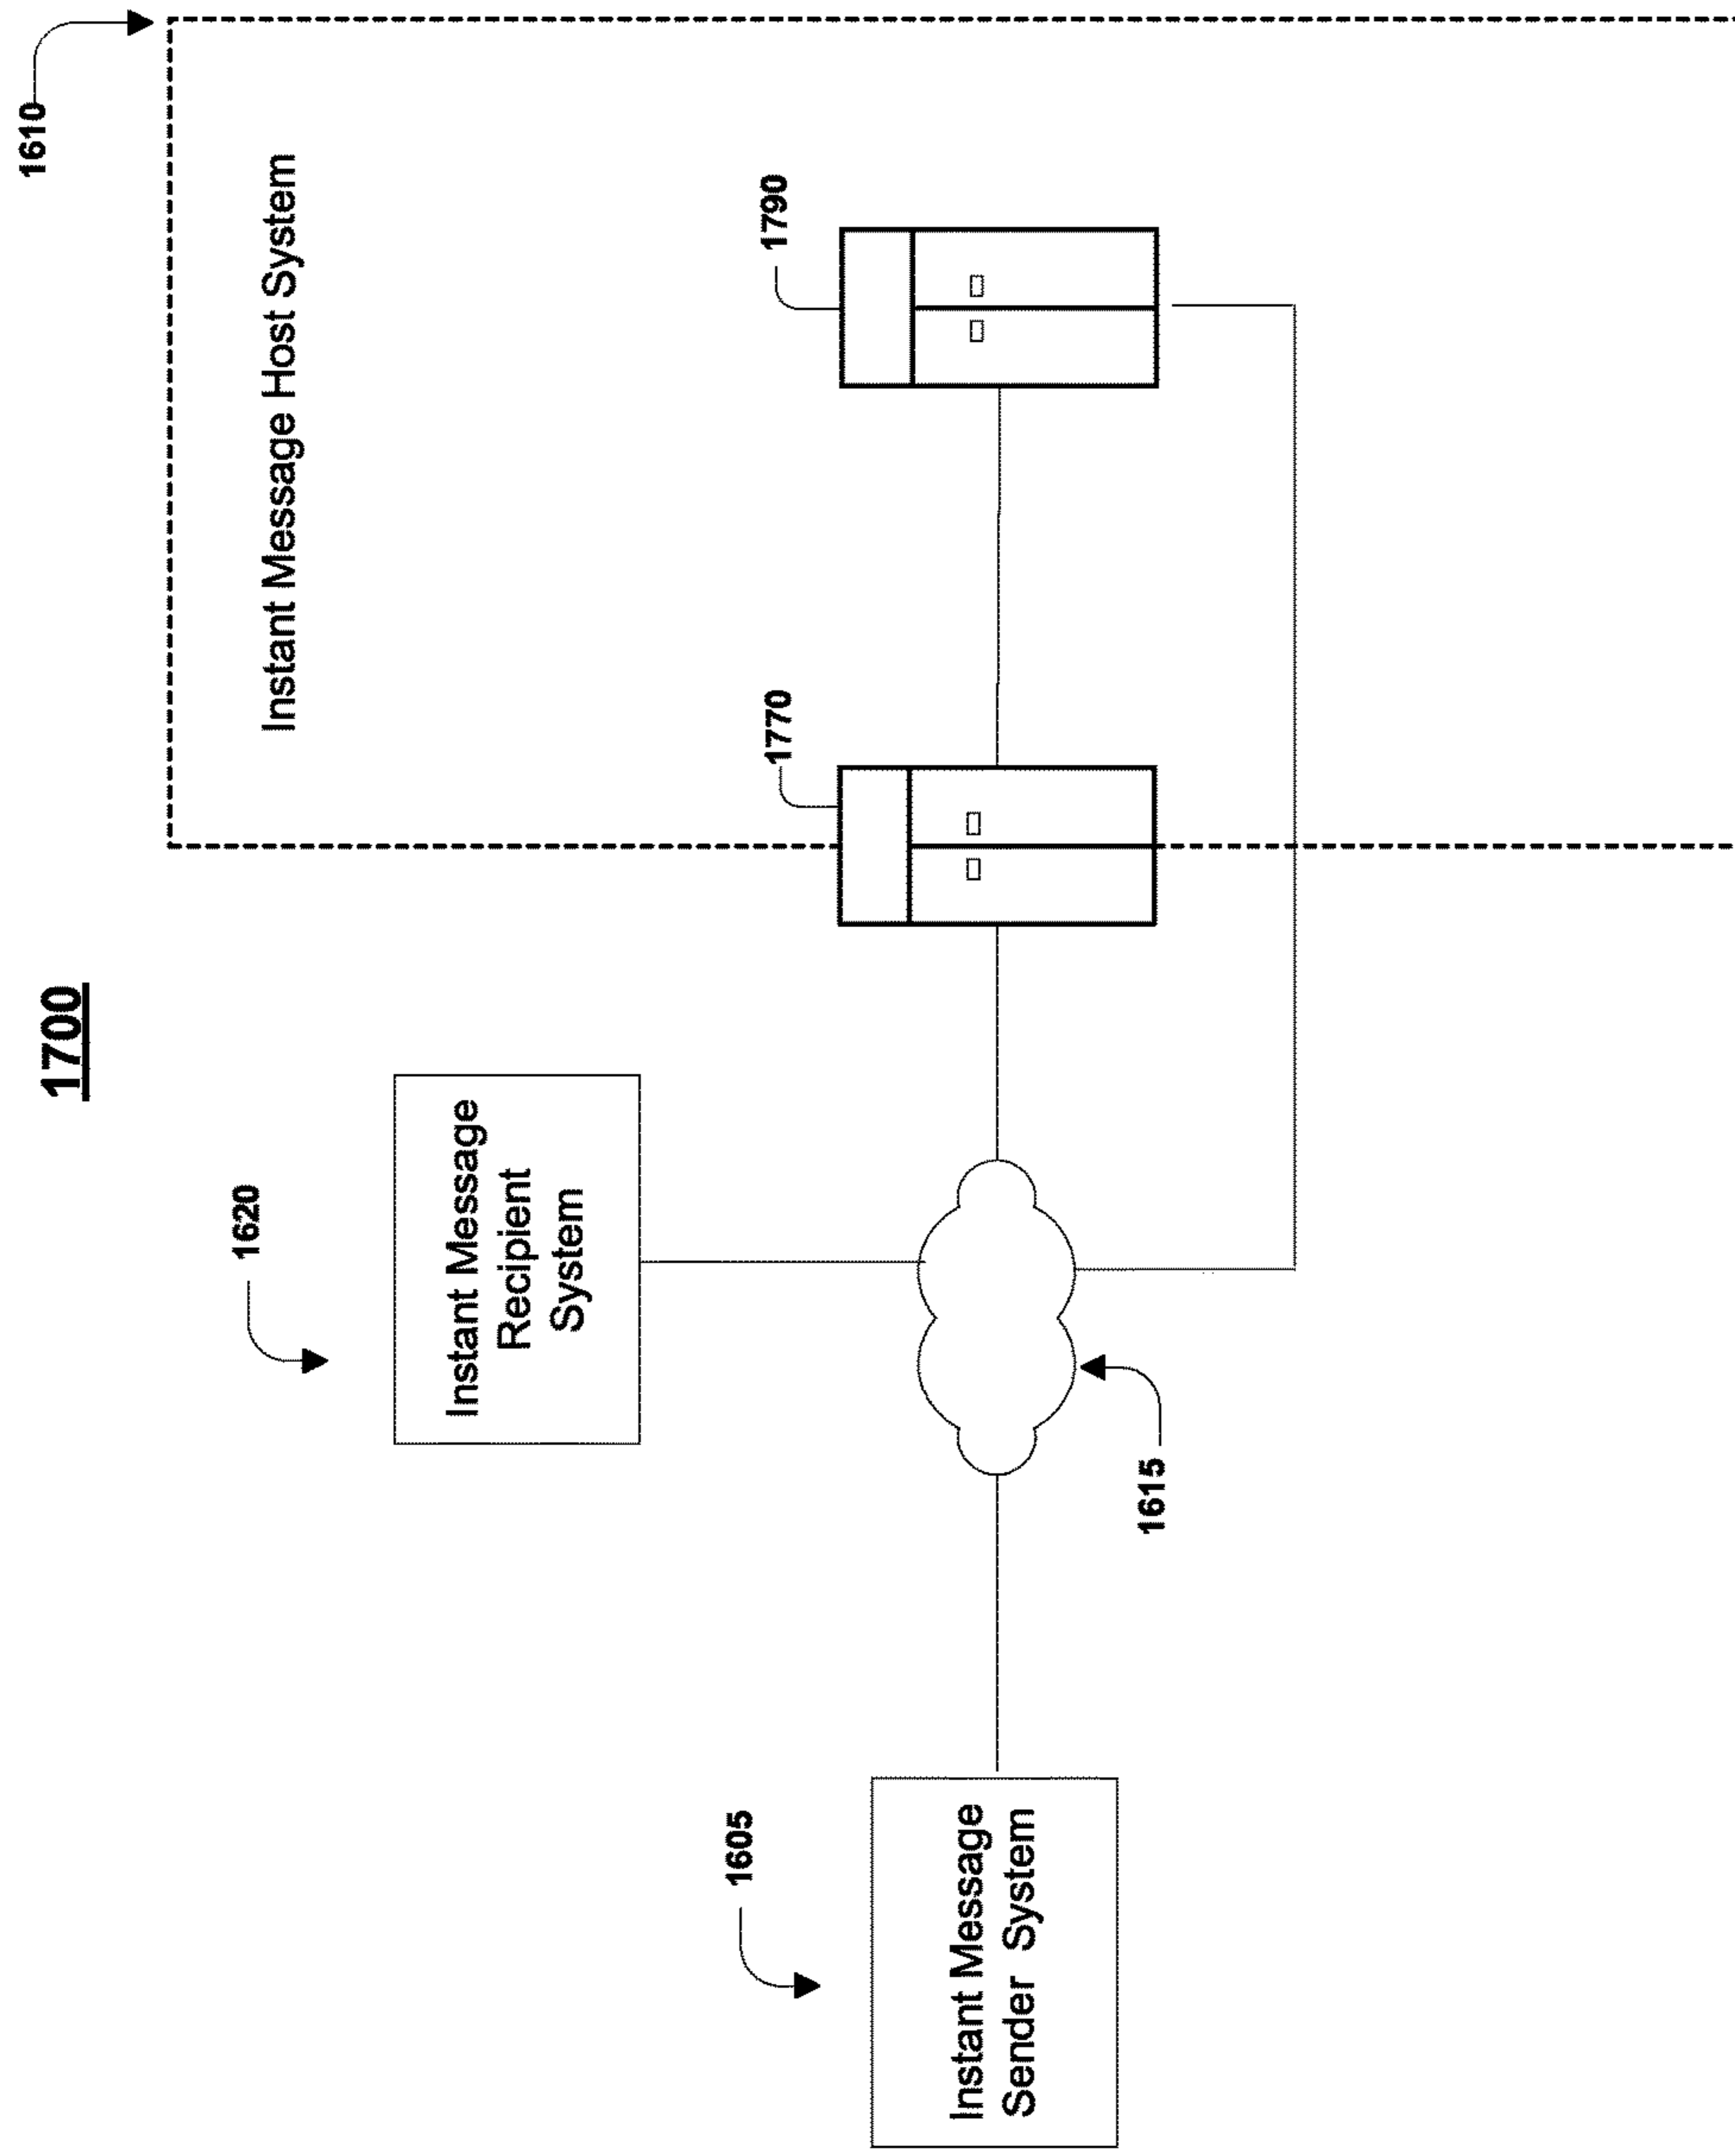 1700
1610
Instant Message Host System
1620
Instant Message
Recipient
System
1770
1790
1605
Instant Message
Sender System
1615